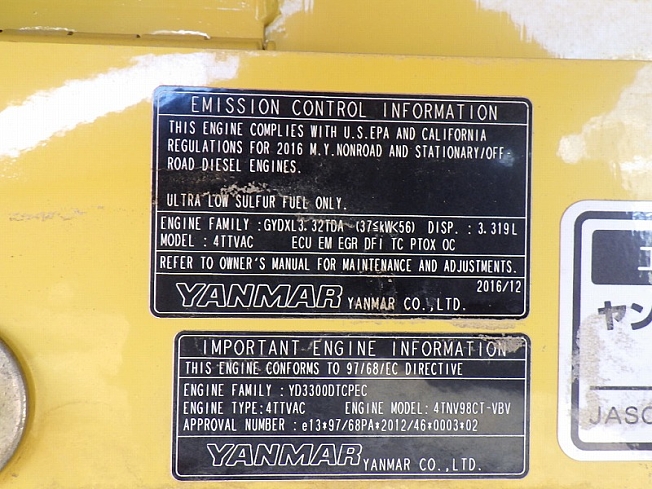 EMISSION CONTROL INFORMATION
THIS ENGINE COMPLIES WITH U.S.EPA AND CALIFORNIA
REGULATIONS FOR 2016 M.Y.NONROAD AND STATIONARY/OFF-
ROAD DIESEL ENGINES.
ULTRA LOW SULFUR FUEL ONLY.
ENGINE FAMILY : GYDXL3.32TDA (37≦kW<56) DISP. : 3.319L
MODEL : 4TTVAC ECU EM EGR DFI TC PTOX OC
REFER TO OWNER'S MANUAL FOR MAINTENANCE AND ADJUSTMENTS.
2016/12
YANMAR YANMAR CO.,LTD.
IMPORTANT ENGINE INFORMATION
THIS ENGINE CONFORMS TO 97/68/EC DIRECTIVE
ENGINE FAMILY : YD3300DTCPEC
ENGINE TYPE:4TTVAC ENGINE MODEL: 4TNV98CT-VBV
APPROVAL NUMBER : e13*97/68PA*2012/46*0003*02
YANMAR YANMAR CO.,LTD.
ヤン
JASO